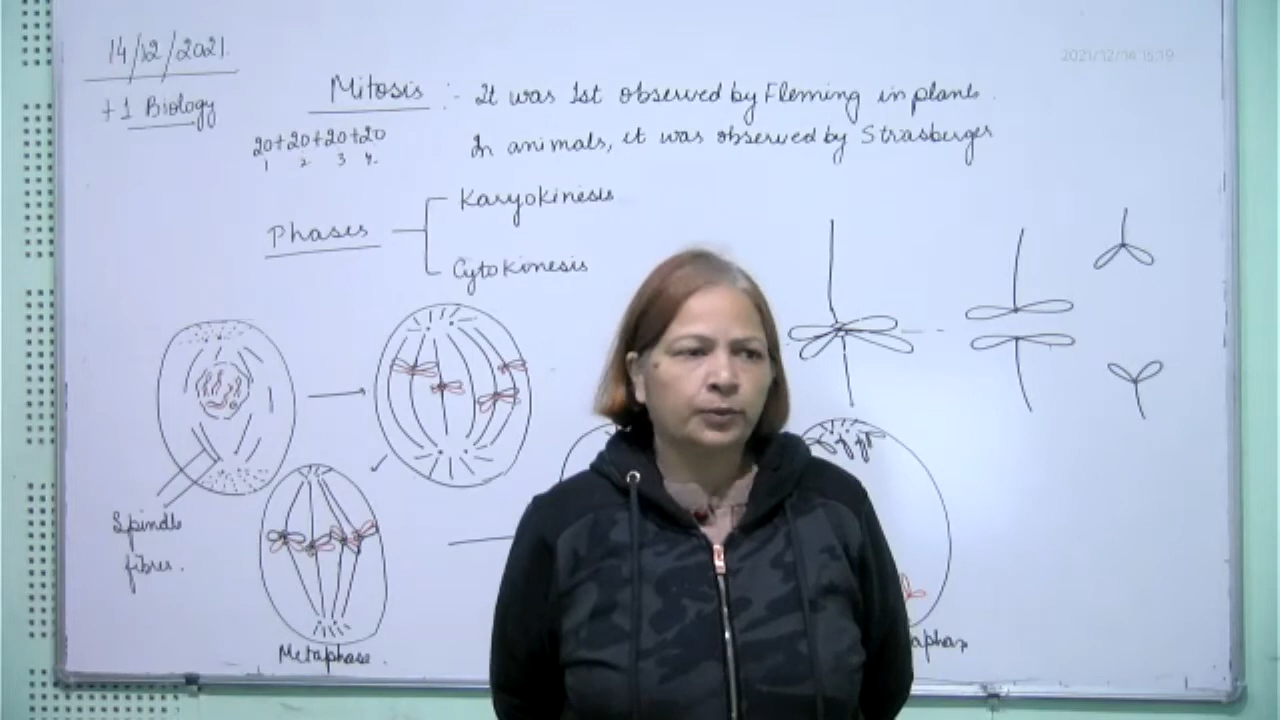 14/12/2021.
2021/12/14 15:19
+1 Biology
Mitosis :- It was 1st observed by Fleming in plants.
20+20+20+20
1 2 3 4.
In animals, it was observed by Strasberger
Phases
Karyokinesis
Cytokinesis
Spindle
fibres.
Metaphase.